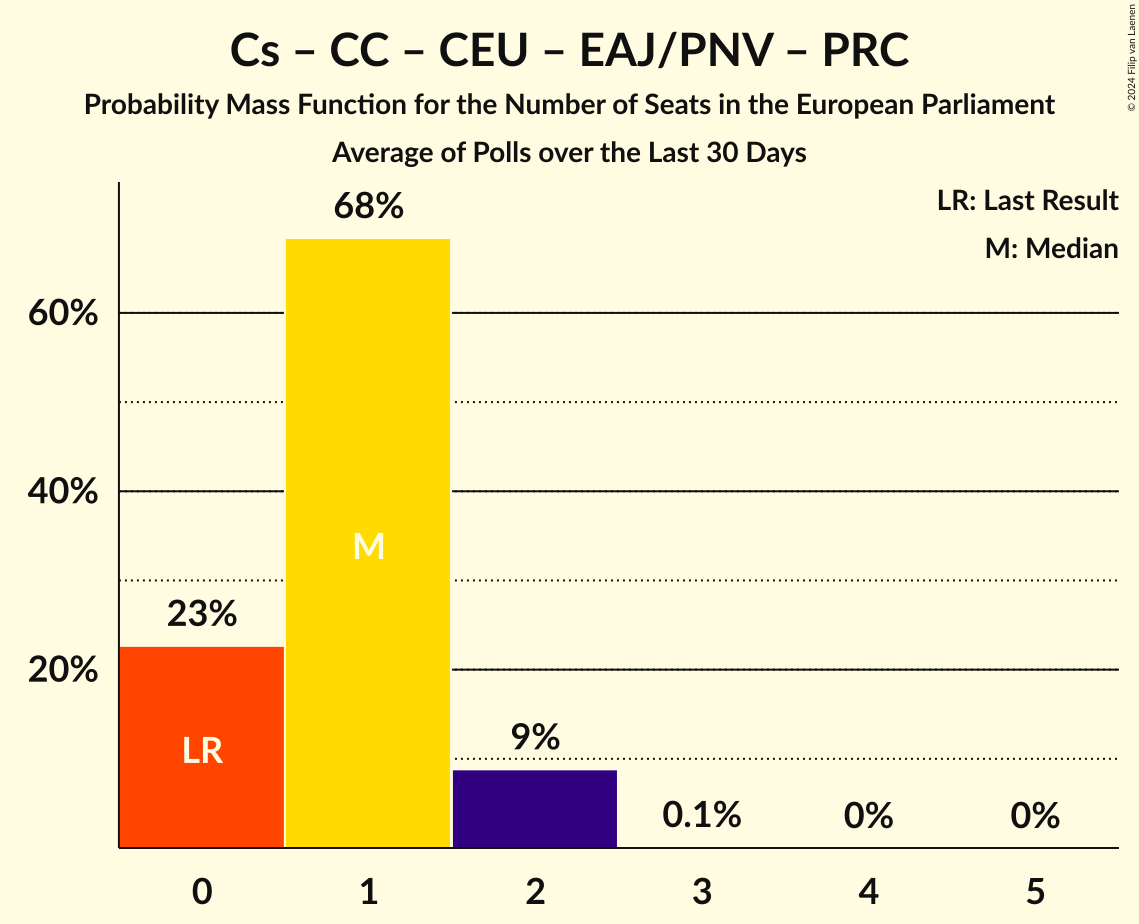 Cs – CC – CEU – EAJ/PNV – PRC
Probability Mass Function for the Number of Seats in the European Parliament
Average of Polls over the Last 30 Days
© 2024 Filip van Laenen
LR: Last Result
M: Median
68%
60%
40%
M
23%
20%
LR
9%
0.1%
0%
0%
0 1 2 3 4 5